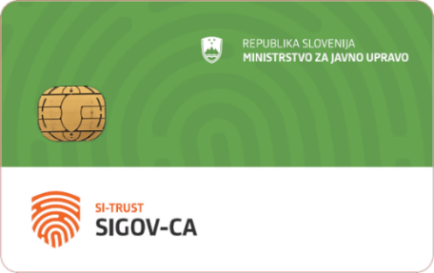 REPUBLIKA SLOVENIJA
MINISTRSTVO ZA JAVNO UPRAVO
SI-TRUST
SIGOV-CA